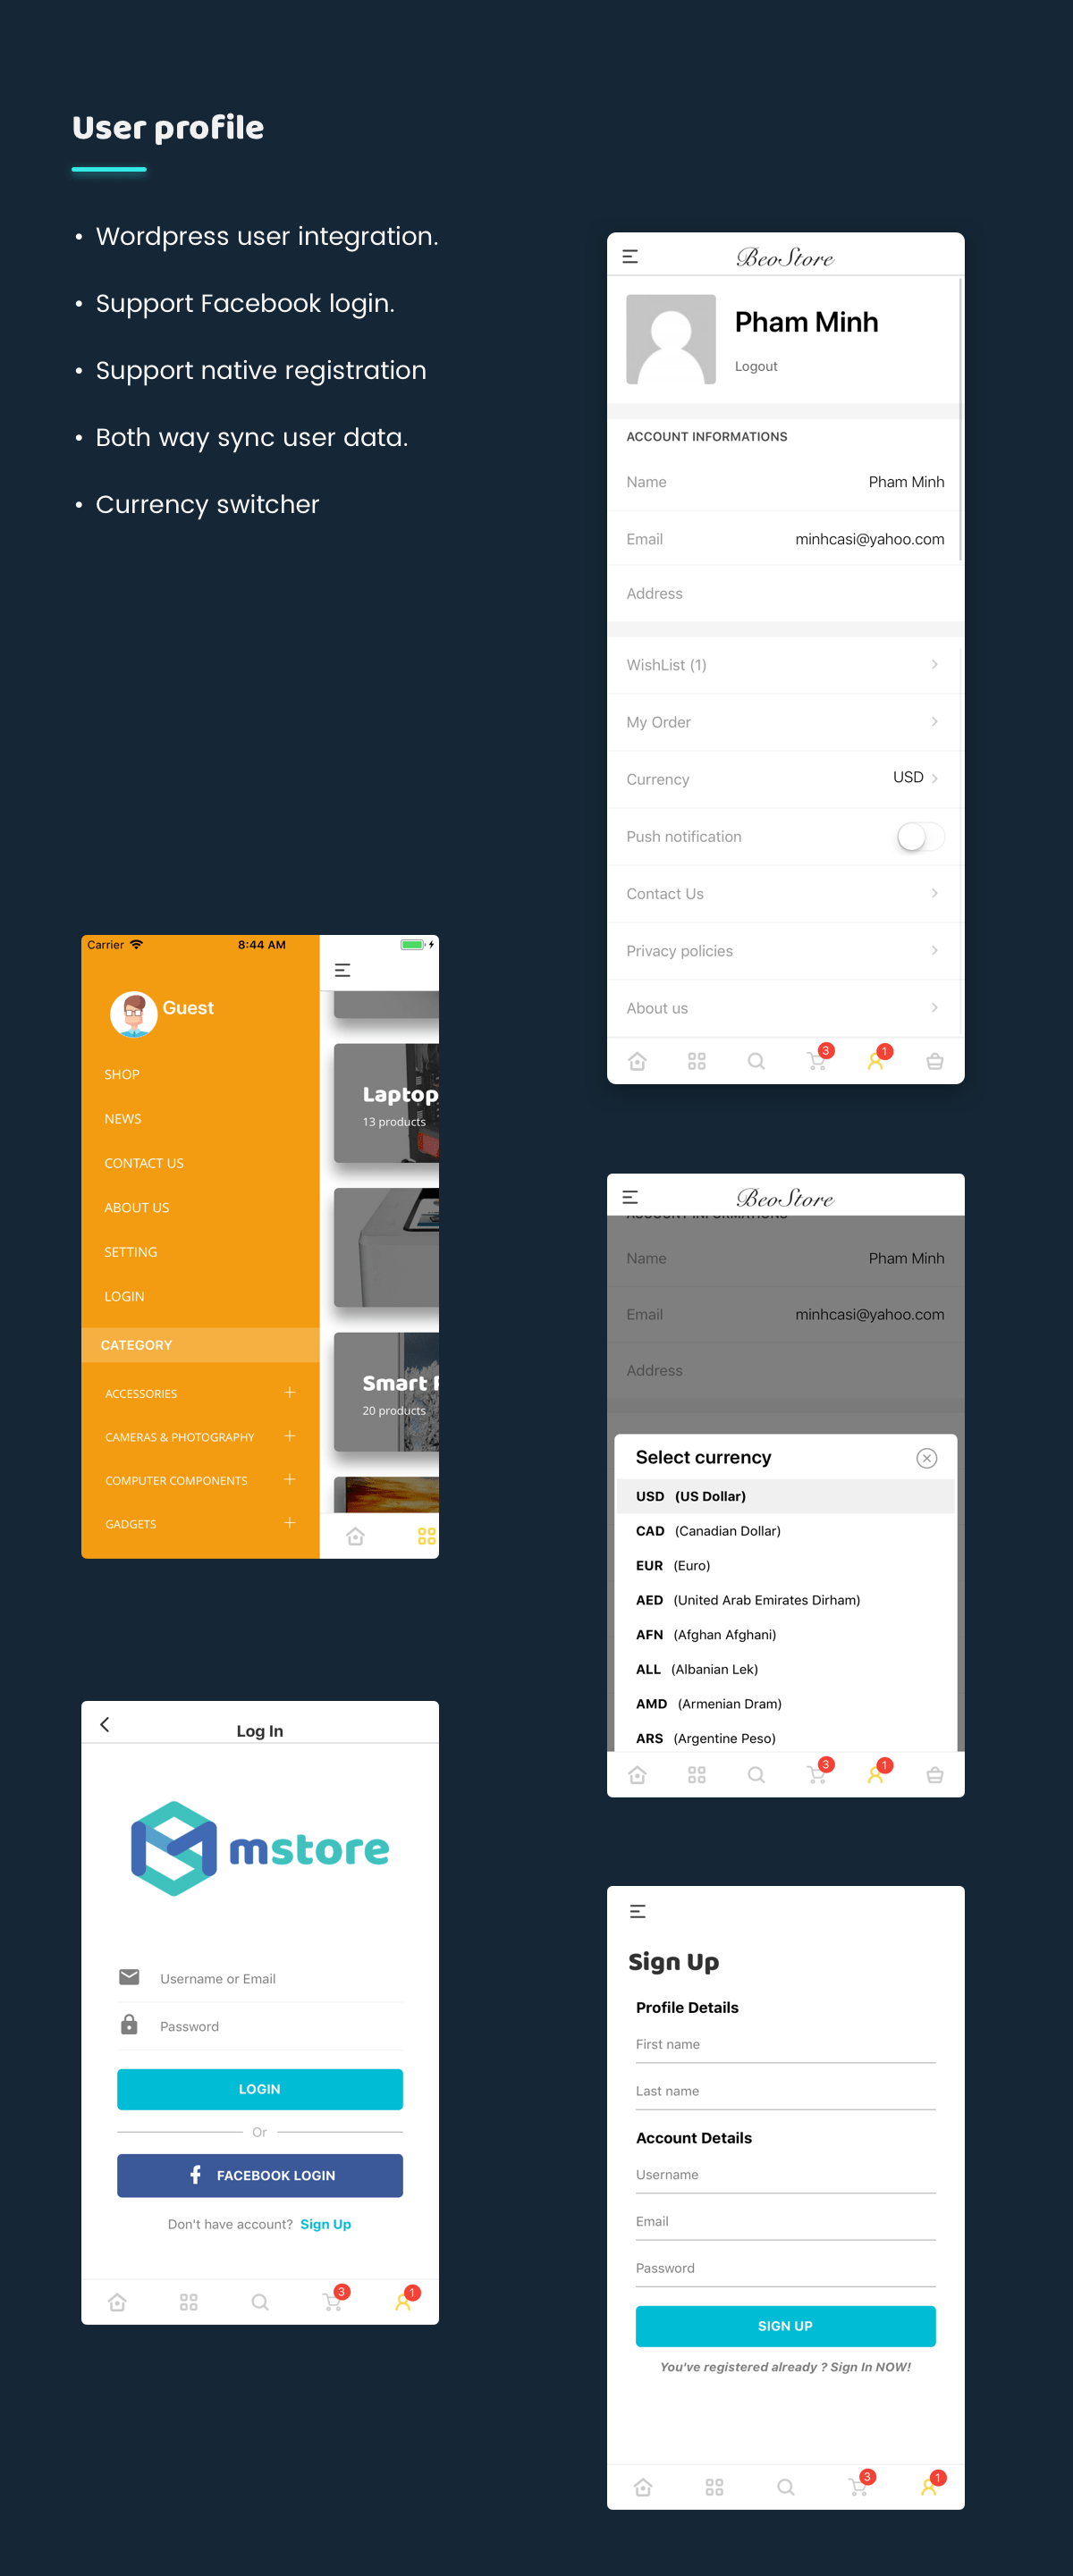 User profile
• Wordpress user integration.
• Support Facebook login.
• Support native registration
• Both way sync user data.
• Currency switcher
BeoStore
Pham Minh
Logout
ACCOUNT INFORMATIONS
Name Pham Minh
Email minhcasi@yahoo.com
Address
WishList (1)
My Order
Currency USD
Push notification
Contact Us
Privacy policies
About us
3 1
Carrier 8:44 AM
Guest
SHOP
NEWS
CONTACT US
ABOUT US
SETTING
LOGIN
CATEGORY
ACCESSORIES
CAMERAS & PHOTOGRAPHY
COMPUTER COMPONENTS
GADGETS
Laptop
13 products
Smart
20 products
BeoStore
ACCOUNT INFORMATIONS
Name Pham Minh
Email minhcasi@yahoo.com
Address
Select currency
USD (US Dollar)
CAD (Canadian Dollar)
EUR (Euro)
AED (United Arab Emirates Dirham)
AFN (Afghan Afghani)
ALL (Albanian Lek)
AMD (Armenian Dram)
ARS (Argentine Peso)
3 1
Log In
mstore
Username or Email
Password
LOGIN
Or
FACEBOOK LOGIN
Don't have account? Sign Up
3 1
Sign Up
Profile Details
First name
Last name
Account Details
Username
Email
Password
SIGN UP
You've registered already ? Sign In NOW!
3 1